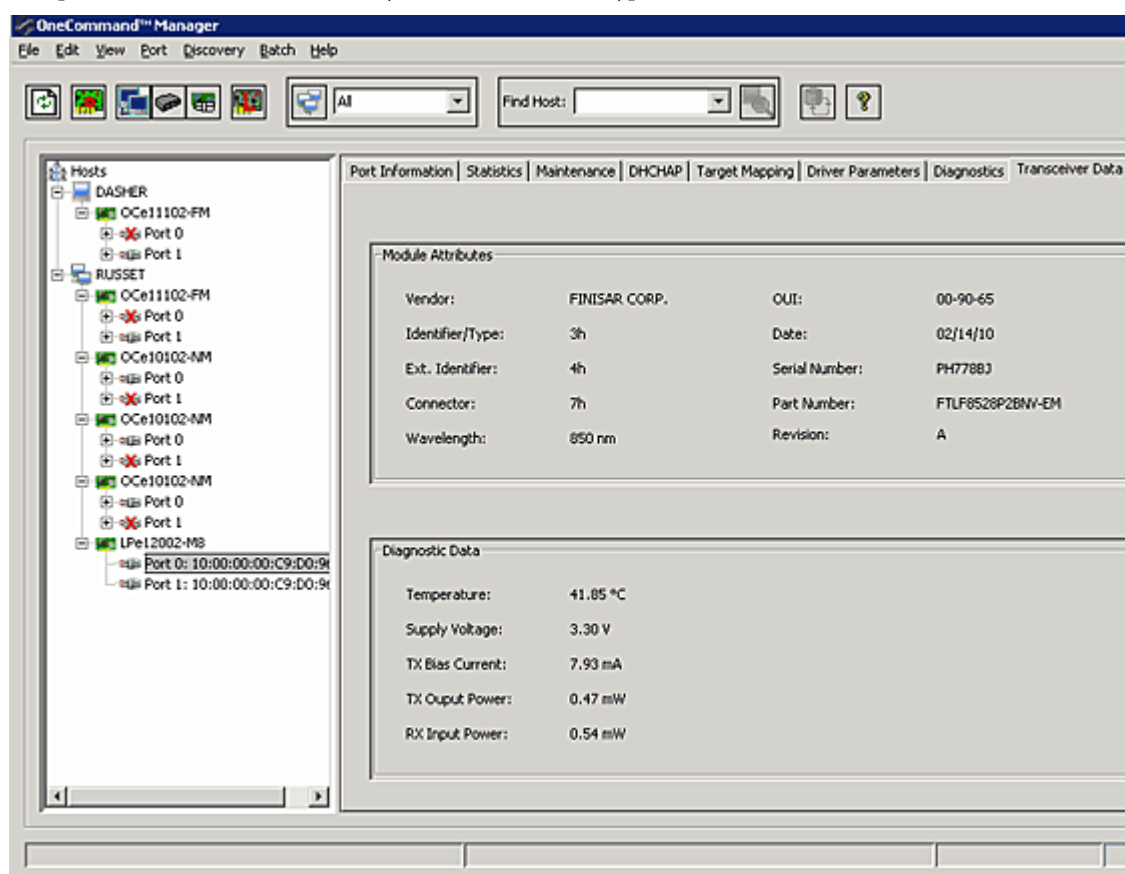 OneCommand™ Manager
File Edit View Port Discovery Batch Help
All
Find Host:
Hosts
DASHER
OCe11102-FM
Port 0
Port 1
RUSSET
OCe11102-FM
Port 0
Port 1
OCe10102-NM
Port 0
Port 1
OCe10102-NM
Port 0
Port 1
OCe10102-NM
Port 0
Port 1
LPe12002-M8
Port 0: 10:00:00:00:C9:D0:9
Port 1: 10:00:00:00:C9:D0:9
Port Information Statistics Maintenance DHCHAP Target Mapping Driver Parameters Diagnostics Transceiver Data
Module Attributes
Vendor: FINISAR CORP. OUI: 00-90-65
Identifier/Type: 3h Date: 02/14/10
Ext. Identifier: 4h Serial Number: PH778BJ
Connector: 7h Part Number: FTLF8528P2BNV-EM
Wavelength: 850 nm Revision: A
Diagnostic Data
Temperature: 41.85 °C
Supply Voltage: 3.30 V
TX Bias Current: 7.93 mA
TX Ouput Power: 0.47 mW
RX Input Power: 0.54 mW